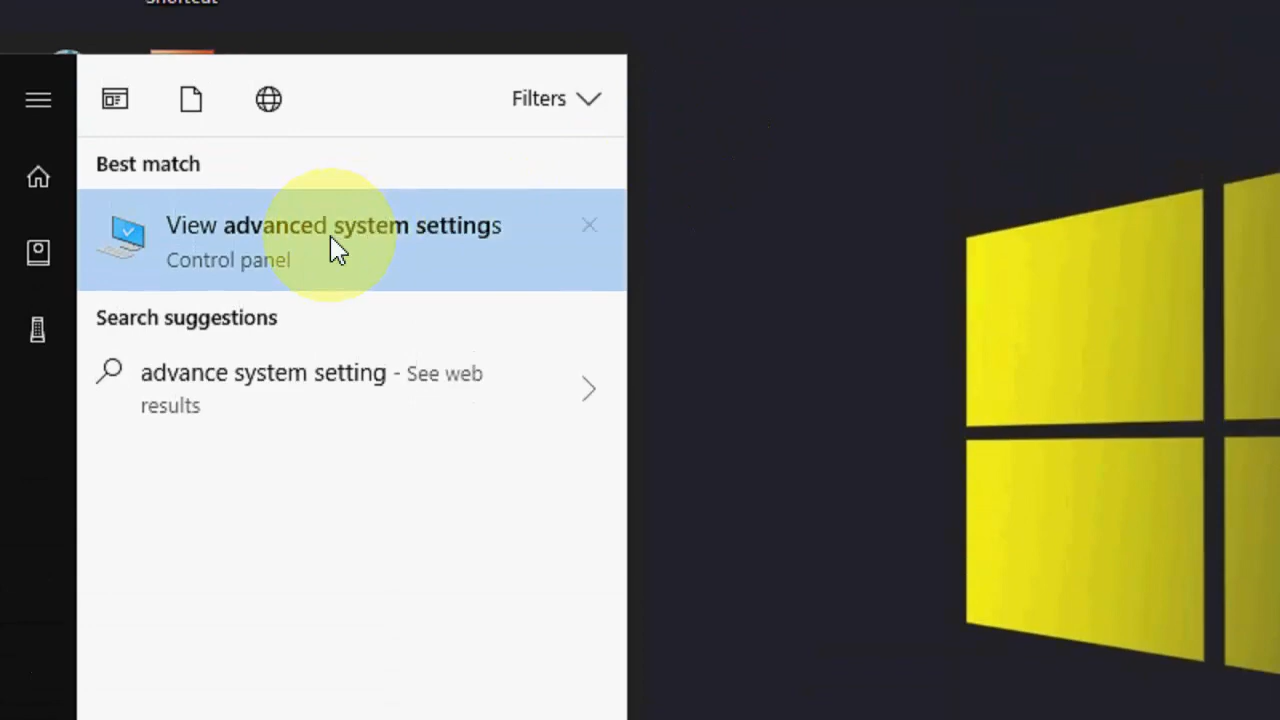 Filters
Best match
View advanced system settings
Control panel
Search suggestions
advance system setting - See web
results